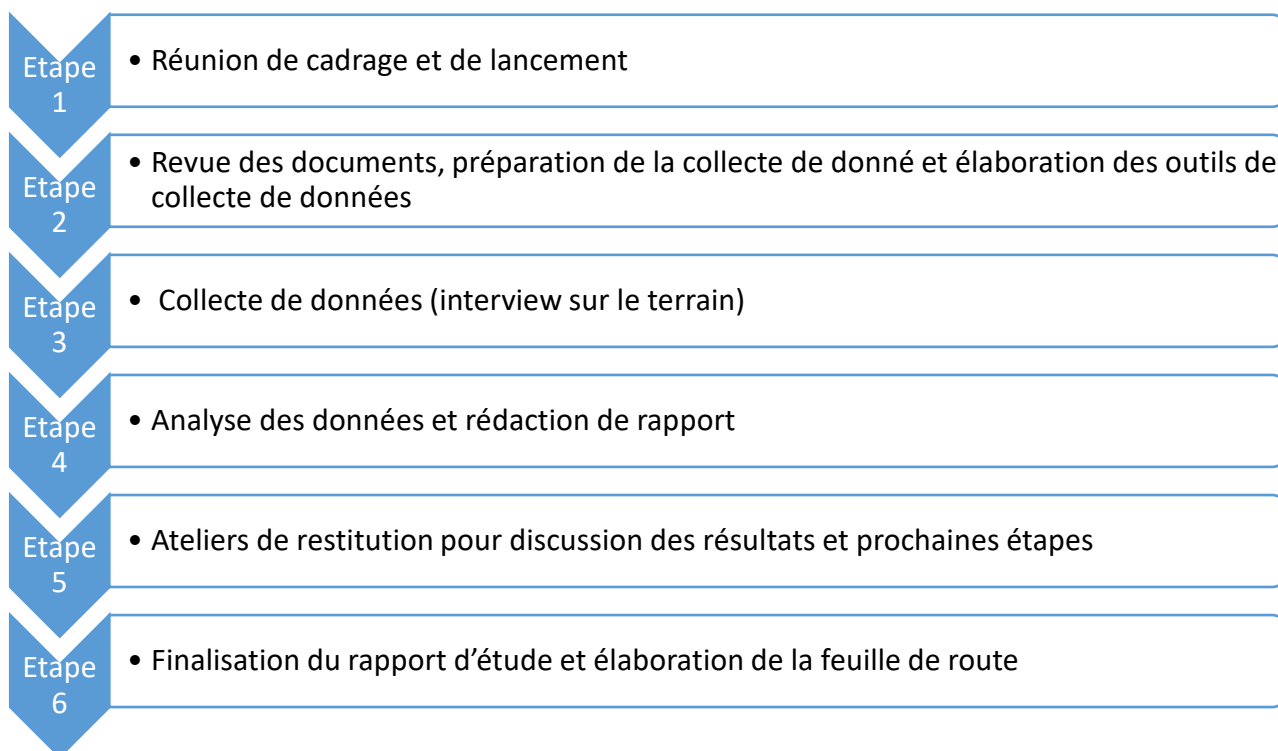 Etape
1
• Réunion de cadrage et de lancement
Etape
2
• Revue des documents, préparation de la collecte de donné et élaboration des outils de
collecte de données
Etape
3
• Collecte de données (interview sur le terrain)
Etape
4
• Analyse des données et rédaction de rapport
Etape
5
• Ateliers de restitution pour discussion des résultats et prochaines étapes
Etape
6
• Finalisation du rapport d’étude et élaboration de la feuille de route